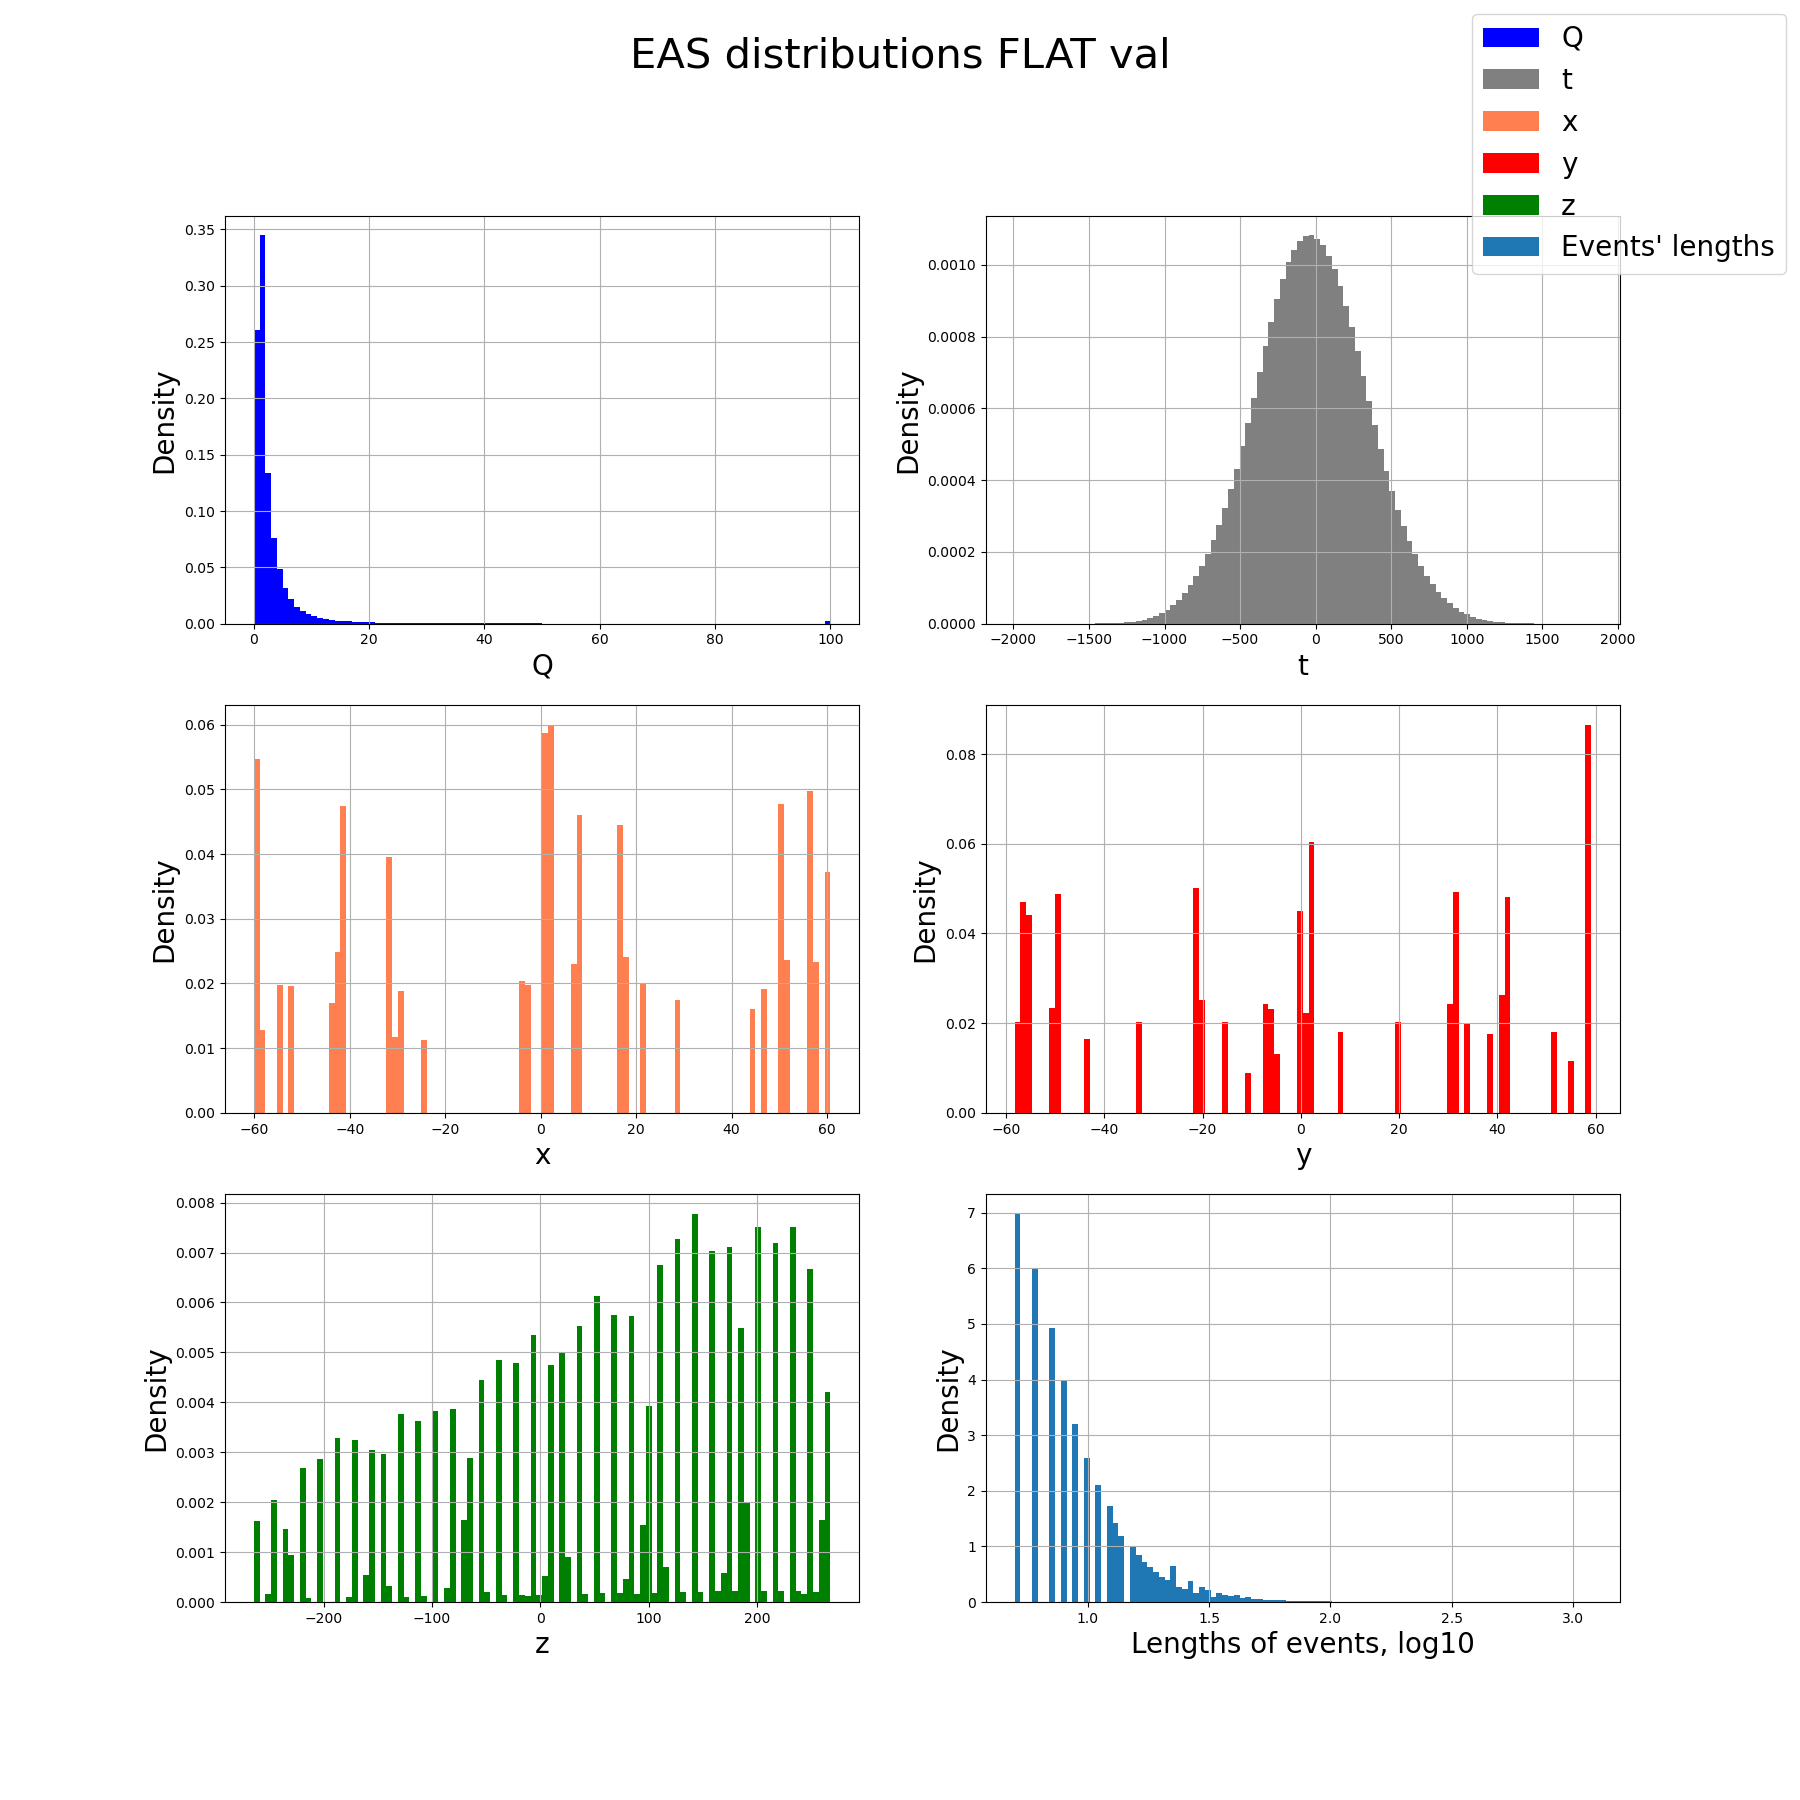 EAS distributions FLAT val
Q
t
x
y
z
Events' lengths
0.35
0.30
0.25
0.20
0.15
0.10
0.05
0.00
Density
0 20 40 60 80 100
Q
0.0010
0.0008
0.0006
0.0004
0.0002
0.0000
Density
−2000 −1500 −1000 −500 0 500 1000 1500 2000
t
0.06
0.05
0.04
0.03
0.02
0.01
0.00
Density
−60 −40 −20 0 20 40 60
x
0.08
0.06
0.04
0.02
0.00
Density
−60 −40 −20 0 20 40 60
y
0.008
0.007
0.006
0.005
0.004
0.003
0.002
0.001
0.000
Density
−200 −100 0 100 200
z
7
6
5
4
3
2
1
0
Density
1.0 1.5 2.0 2.5 3.0
Lengths of events, log10